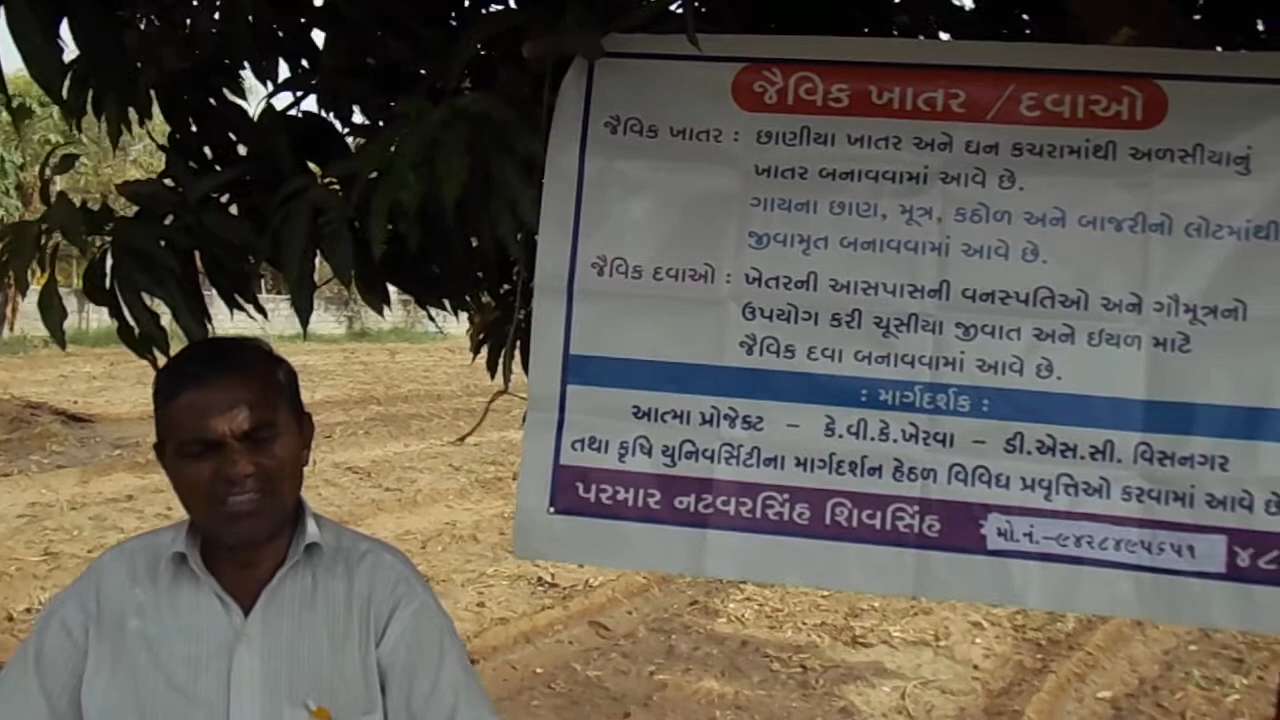 જૈવિક ખાતર / દવાઓ
જૈવિક ખાતર : છાણીયા ખાતર અને ઘન કચરામાંથી અળસીયાનું
ખાતર બનાવવામાં આવે છે.
ગાયના છાણ, મૂત્ર, કઠોળ અને બાજરીનો લોટમાંથી
જીવામૃત બનાવવામાં આવે છે.
જૈવિક દવાઓ : ખેતરની આસપાસની વનસ્પતિઓ અને ગૌમૂત્રનો
ઉપયોગ કરી ચૂસીયા જીવાત અને ઇયળ માટે
જૈવિક દવા બનાવવામાં આવે છે.
: માર્ગદર્શક :
આત્મા પ્રોજેક્ટ – કે.વી.કે.ખેરવા – ડી.એસ.સી. વિસનગર
તથા કૃષિ યુનિવર્સિટીના માર્ગદર્શન હેઠળ વિવિધ પ્રવૃત્તિઓ કરવામાં આવે છે
પરમાર નટવરસિંહ શિવસિંહ મો.નં.-૯૪૨૮૪૯૫૬૫૧ ૪૮